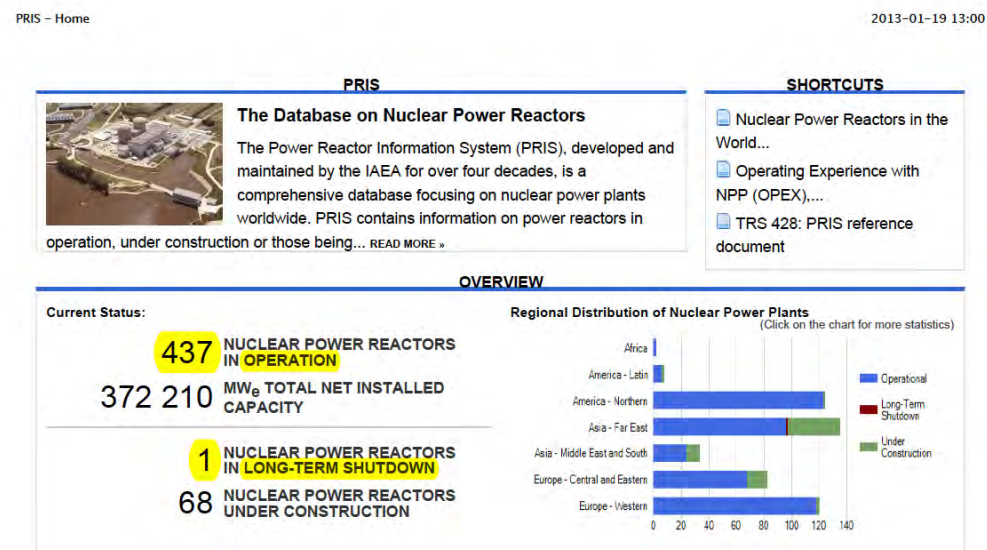 PRIS – Home
2013-01-19 13:00
PRIS
The Database on Nuclear Power Reactors
The Power Reactor Information System (PRIS), developed and
maintained by the IAEA for over four decades, is a
comprehensive database focusing on nuclear power plants
worldwide. PRIS contains information on power reactors in
operation, under construction or those being... READ MORE »
SHORTCUTS
Nuclear Power Reactors in the
World...
Operating Experience with
NPP (OPEX),...
TRS 428: PRIS reference
document
OVERVIEW
Current Status:
437 NUCLEAR POWER REACTORS
IN OPERATION
372 210 MWe TOTAL NET INSTALLED
CAPACITY
1 NUCLEAR POWER REACTORS
IN LONG-TERM SHUTDOWN
68 NUCLEAR POWER REACTORS
UNDER CONSTRUCTION
Regional Distribution of Nuclear Power Plants
(Click on the chart for more statistics)
Africa
America - Latin
America - Northern
Asia - Far East
Asia - Middle East and South
Europe - Central and Eastern
Europe - Western
0 20 40 60 80 100 120 140
Operational
Long-Term
Shutdown
Under
Construction